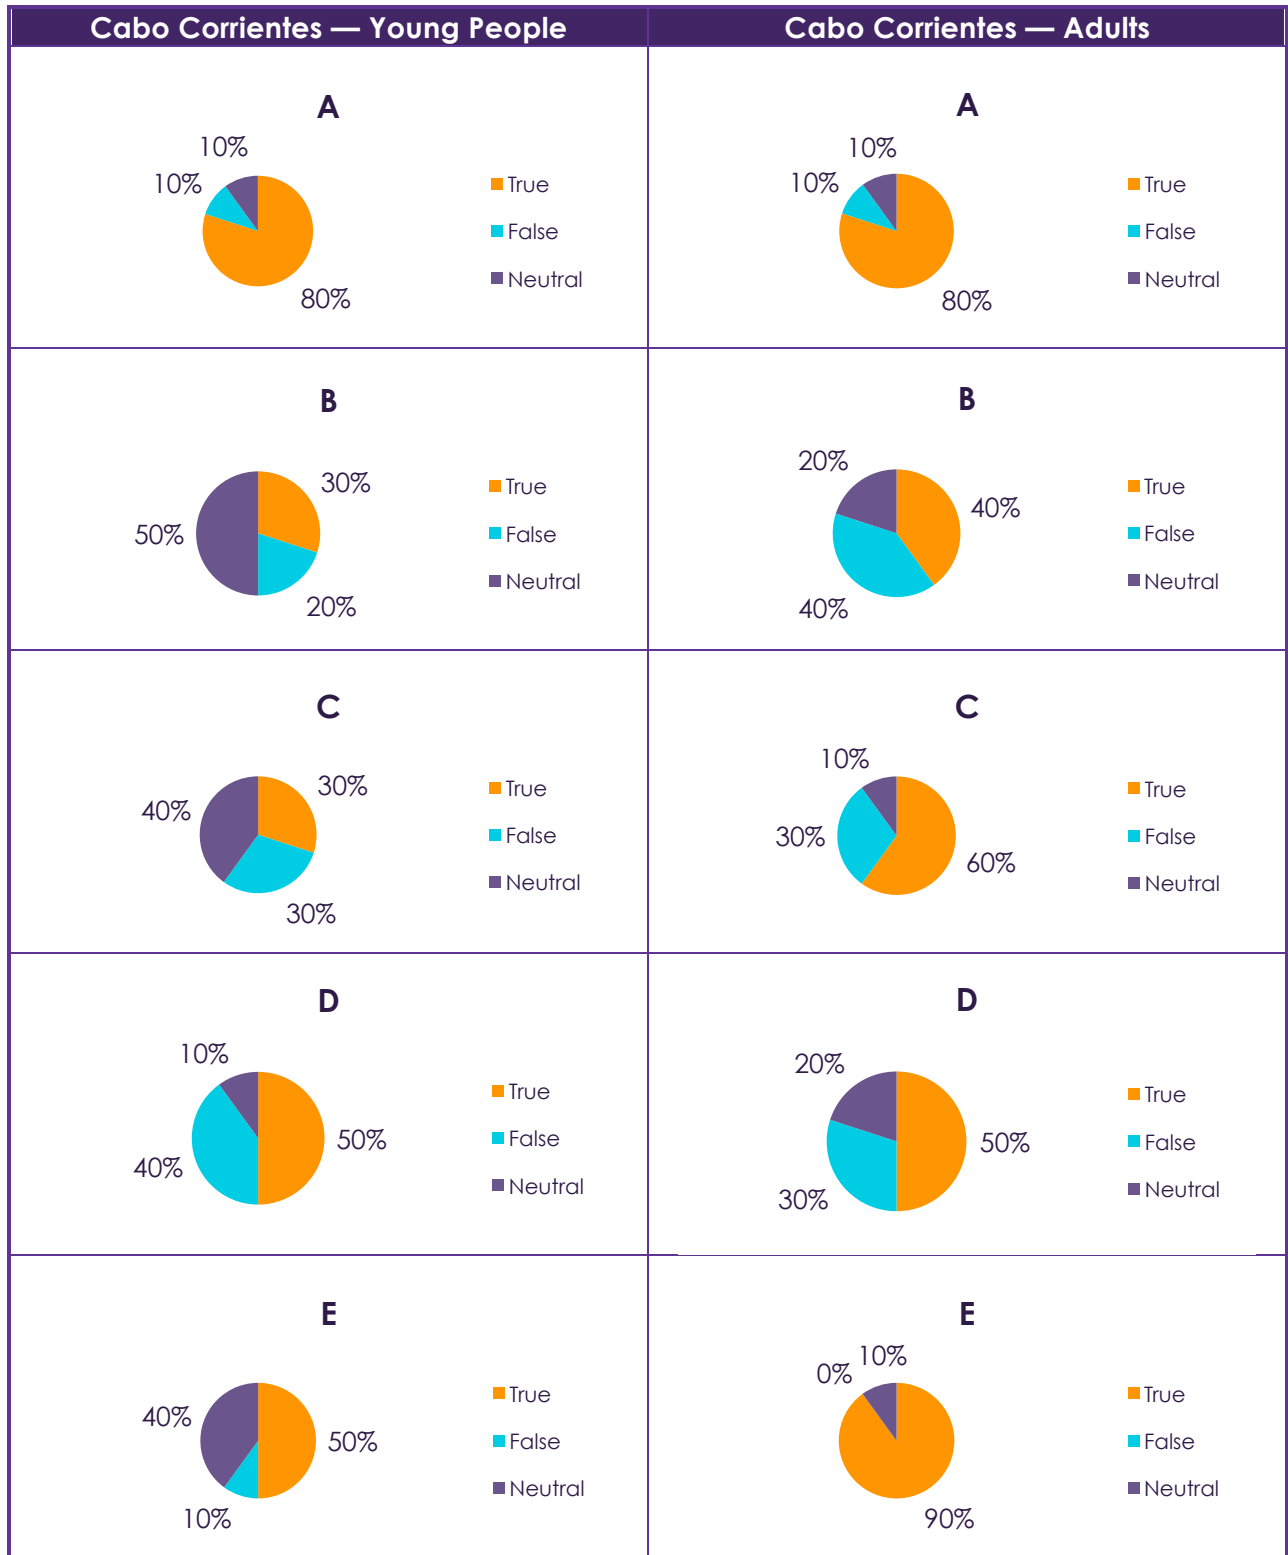 Cabo Corrientes — Young People
Cabo Corrientes — Adults
A
10%
10%
80%
True
False
Neutral
A
10%
10%
80%
True
False
Neutral
B
30%
50%
20%
True
False
Neutral
B
20%
40%
40%
True
False
Neutral
C
30%
40%
30%
True
False
Neutral
C
10%
30%
60%
True
False
Neutral
D
10%
50%
40%
True
False
Neutral
D
20%
50%
30%
True
False
Neutral
E
40%
50%
10%
True
False
Neutral
E
10%
0%
90%
True
False
Neutral